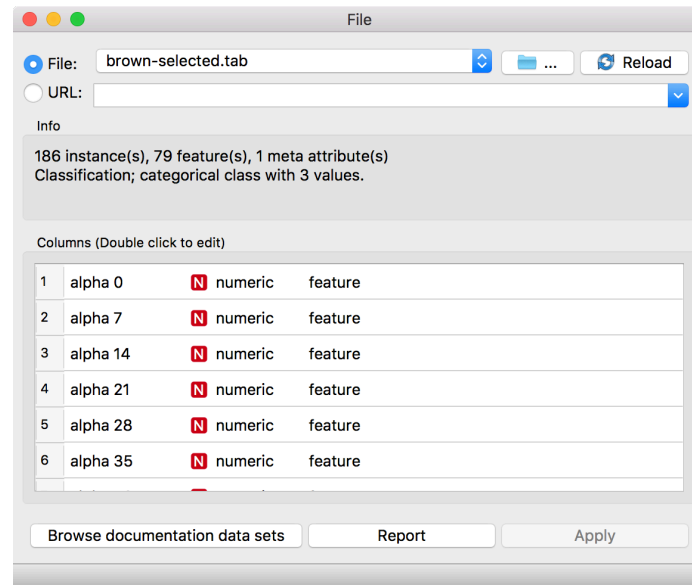 File
File: brown-selected.tab ... Reload
URL:
Info
186 instance(s), 79 feature(s), 1 meta attribute(s)
Classification; categorical class with 3 values.
Columns (Double click to edit)
1 alpha 0 N numeric feature
2 alpha 7 N numeric feature
3 alpha 14 N numeric feature
4 alpha 21 N numeric feature
5 alpha 28 N numeric feature
6 alpha 35 N numeric feature
Browse documentation data sets Report Apply